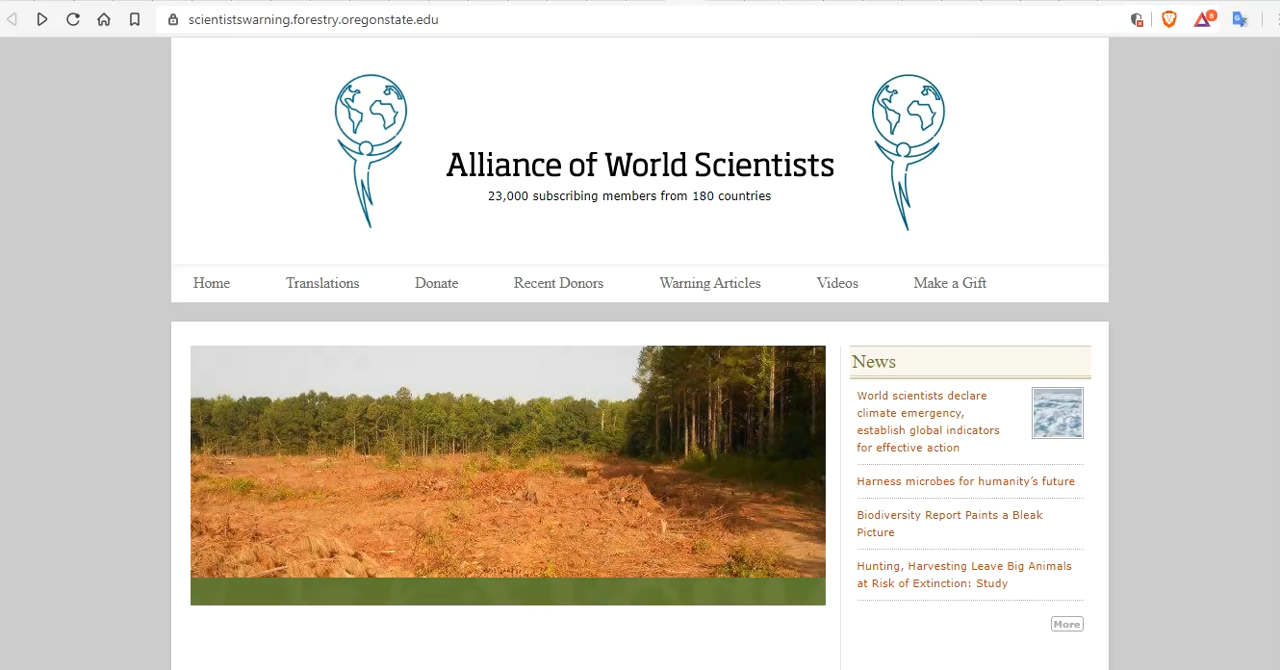 scientistswarning.forestry.oregonstate.edu
8
Alliance of World Scientists
23,000 subscribing members from 180 countries
Home Translations Donate Recent Donors Warning Articles Videos Make a Gift
News
World scientists declare
climate emergency,
establish global indicators
for effective action
Harness microbes for humanity’s future
Biodiversity Report Paints a Bleak
Picture
Hunting, Harvesting Leave Big Animals
at Risk of Extinction: Study
More